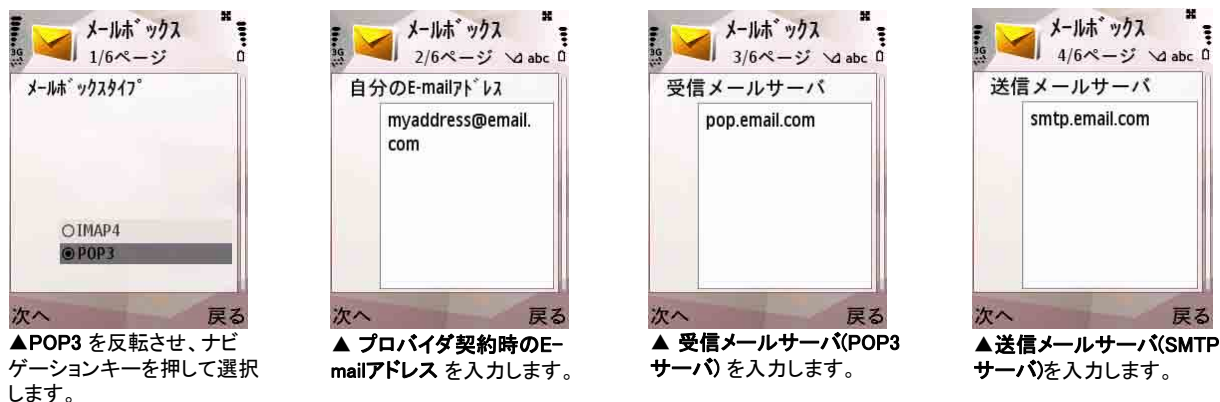 メールボックス
3G
1/6ページ
メールボックスタイプ
○IMAP4
◉POP3
次へ 戻る
▲POP3 を反転させ、ナビ
ゲーションキーを押して選択
します。
メールボックス
3G
2/6ページ abc
自分のE-mailアドレス
myaddress@email.
com
次へ 戻る
▲ プロバイダ契約時のE-
mailアドレス を入力します。
メールボックス
3G
3/6ページ abc
受信メールサーバ
pop.email.com
次へ 戻る
▲ 受信メールサーバ(POP3
サーバ) を入力します。
メールボックス
3G
4/6ページ abc
送信メールサーバ
smtp.email.com
次へ 戻る
▲送信メールサーバ(SMTP
サーバ)を入力します。